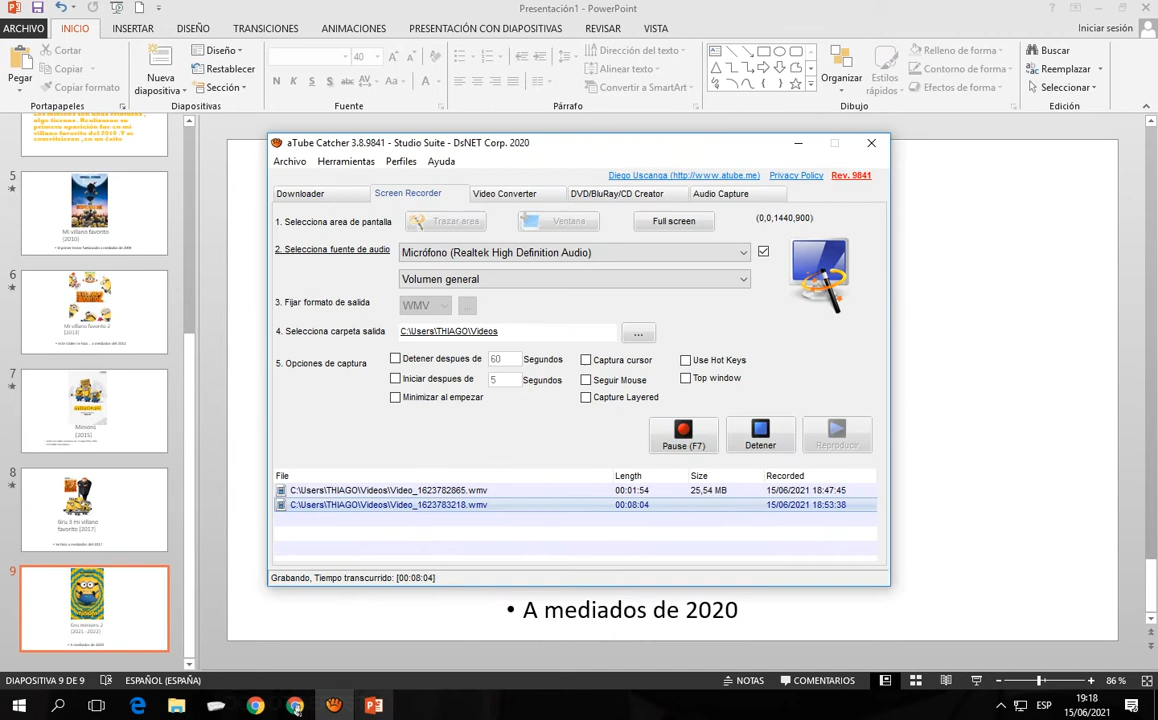 Presentación1 - PowerPoint
ARCHIVO INICIO INSERTAR DISEÑO TRANSICIONES ANIMACIONES PRESENTACIÓN CON DIAPOSITIVAS REVISAR VISTA Iniciar sesión
Pegar
Cortar
Copiar
Copiar formato
Portapapeles
Nueva
diapositiva
Diseño
Restablecer
Sección
Diapositivas
40
N K S S abc AV Aa A
Fuente
Dirección del texto
Alinear texto
Convertir a SmartArt
Párrafo
Organizar
Estilos
rápidos
Relleno de forma
Contorno de forma
Efectos de forma
Dibujo
Buscar
Reemplazar
Seleccionar
Edición
5
Mi villano favorito
(2010)
6
Mi villano favorito 2
(2013)
7
Minions
(2015)
8
Gru 3 mi villano
favorito (2017)
9
(2021 - 2022)
• A mediados de 2020
aTube Catcher 3.8.9841 - Studio Suite - DsNET Corp. 2020
Archivo Herramientas Perfiles Ayuda
Diego Uscanga (http://www.atube.me) Privacy Policy Rev. 9841
Downloader Screen Recorder Video Converter DVD/BluRay/CD Creator Audio Capture
1. Selecciona area de pantalla Trazar area Ventana Full screen (0,0,1440,900)
2. Selecciona fuente de audio Micrófono (Realtek High Definition Audio)
Volumen general
3. Fijar formato de salida WMV ...
4. Selecciona carpeta salida C:\Users\THIAGO\Videos ...
5. Opciones de captura
Detener despues de 60 Segundos Captura cursor Use Hot Keys
Iniciar despues de 5 Segundos Seguir Mouse Top window
Minimizar al empezar Capture Layered
Pause (F7) Detener Reproducir
File Length Size Recorded
C:\Users\THIAGO\Videos\Video_1623782865.wmv 00:01:54 25,54 MB 15/06/2021 18:47:45
C:\Users\THIAGO\Videos\Video_1623783218.wmv 00:08:04 15/06/2021 18:53:38
Grabando, Tiempo transcurrido: [00:08:04]
• A mediados de 2020
DIAPOSITIVA 9 DE 9 ESPAÑOL (ESPAÑA) NOTAS COMENTARIOS 86 %
ESP
19:18
15/06/2021